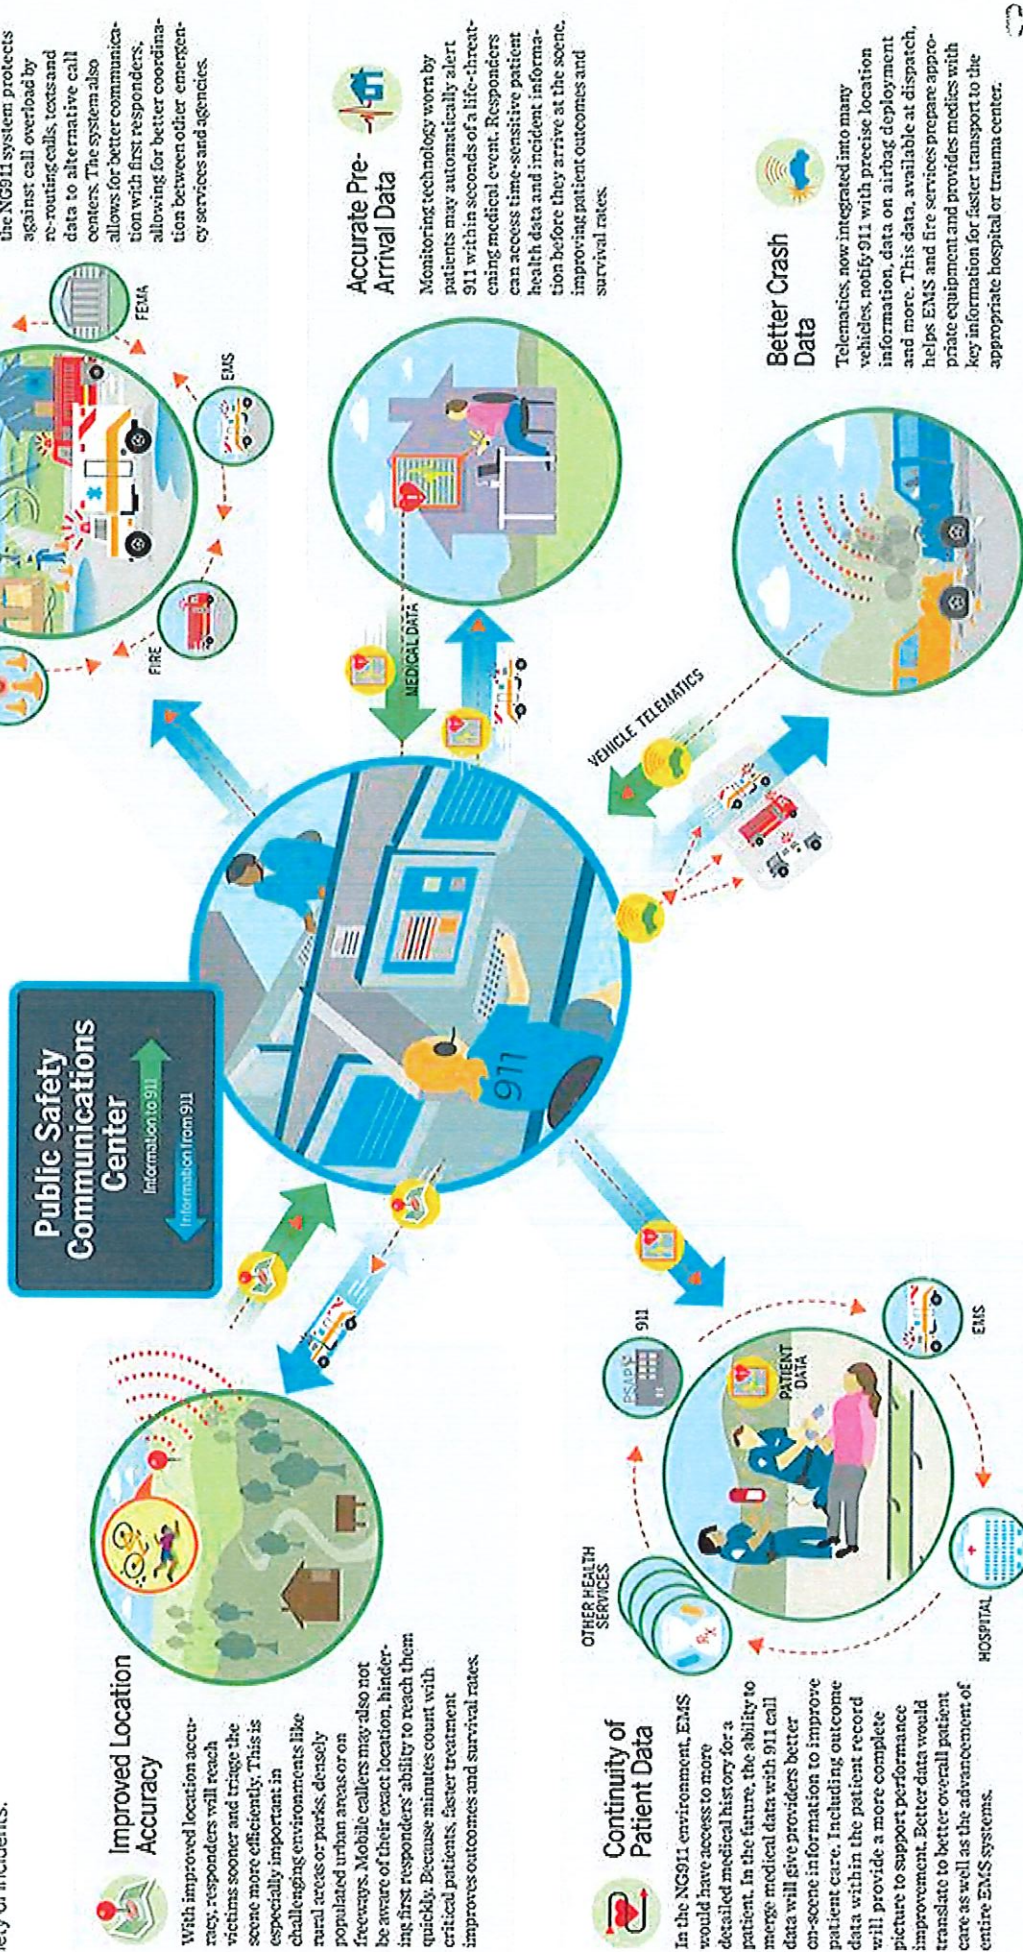 iety of incidents.
Public Safety
Communications
Center
Information to 911
Information from 911
Improved Location
Accuracy
With improved location accu-
racy, responders will reach
victims sooner and triage the
scene more efficiently. This is
especially important in
challenging environments like
rural areas or parks, densely
populated urban areas or on
freeways. Mobile callers may also not
be aware of their exact location, hinder-
ing first responders' ability to reach them
quickly. Because minutes count with
critical patients, faster treatment
improves outcomes and survival rates.
the NG911 system protects
against call overload by
re-routing calls, texts and
data to alternative call
centers. The system also
allows for better communica-
tion with first responders,
allowing for better coordina-
tion between other emergen-
cy services and agencies.
FEMA
EMS
FIRE
911
Accurate Pre-
Arrival Data
Monitoring technology worn by
patients may automatically alert
911 within seconds of a life-threat-
ening medical event. Responders
can access time-sensitive patient
health data and incident informa-
tion before they arrive at the scene,
improving patient outcomes and
survival rates.
MEDICAL DATA
VEHICLE TELEMATICS
Better Crash
Data
Telematics, now integrated into many
vehicles, notify 911 with precise location
information, data on airbag deployment
and more. This data, available at dispatch,
helps EMS and fire services prepare appro-
priate equipment and provides medics with
key information for faster transport to the
appropriate hospital or trauma center.
Continuity of
Patient Data
In the NG911 environment, EMS
would have access to more
detailed medical history for a
patient. In the future, the ability to
merge medical data with 911 call
data will give providers better
on-scene information to improve
patient care. Including outcome
data within the patient record
will provide a more complete
picture to support performance
improvement. Better data would
translate to better overall patient
care as well as the advancement of
entire EMS systems.
OTHER HEALTH
SERVICES
Rx
PSAP
911
PATIENT
DATA
EMS
HOSPITAL